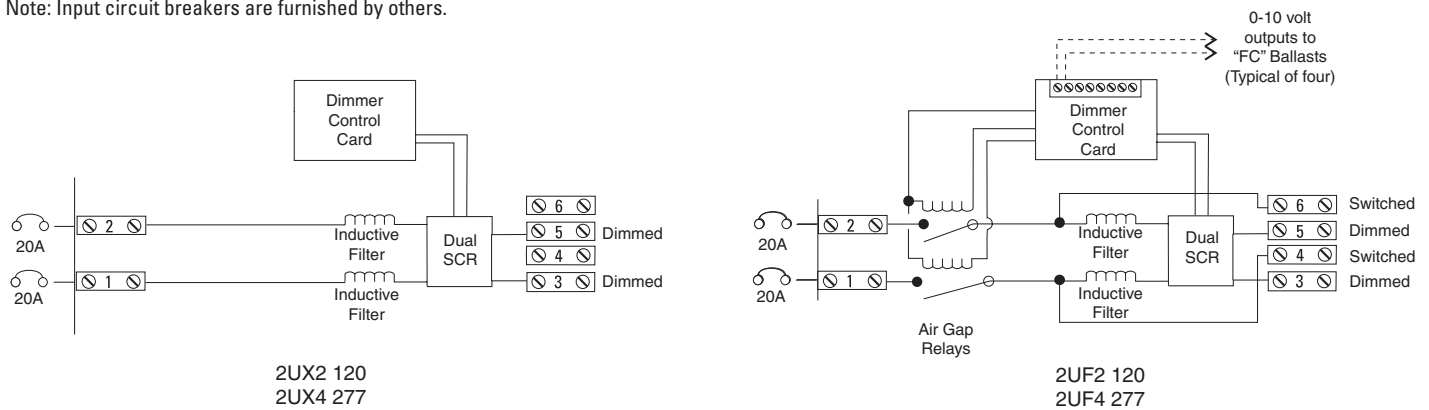 Note: Input circuit breakers are furnished by others.
Dimmer
Control
Card
20A
2
Inductive
Filter
Dual
SCR
6
5 Dimmed
4
3 Dimmed
20A
1
Inductive
Filter
2UX2 120
2UX4 277
0-10 volt
outputs to
“FC” Ballasts
(Typical of four)
Dimmer
Control
Card
20A
2
Inductive
Filter
Dual
SCR
6 Switched
5 Dimmed
4 Switched
3 Dimmed
20A
1
Inductive
Filter
Air Gap
Relays
2UF2 120
2UF4 277